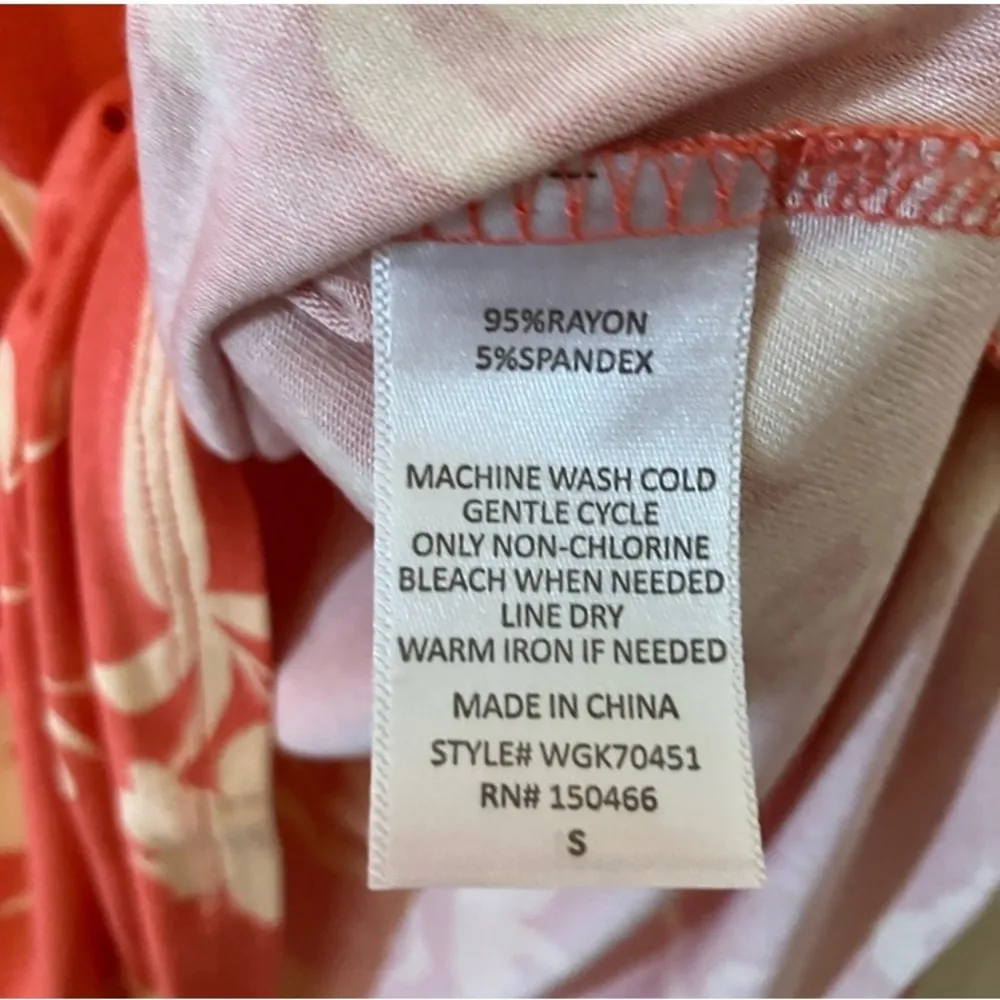 95%RAYON
5%SPANDEX
MACHINE WASH COLD
GENTLE CYCLE
ONLY NON-CHLORINE
BLEACH WHEN NEEDED
LINE DRY
WARM IRON IF NEEDED
MADE IN CHINA
STYLE# WGK70451
RN# 150466
S